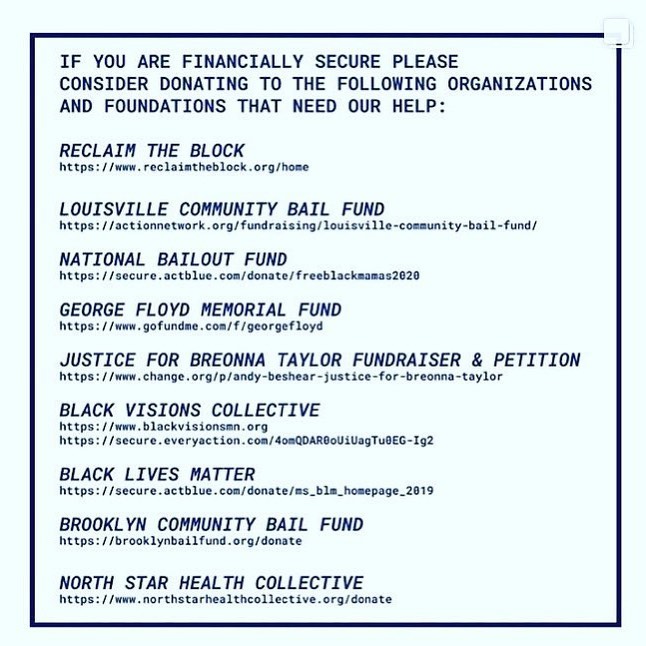 IF YOU ARE FINANCIALLY SECURE PLEASE
CONSIDER DONATING TO THE FOLLOWING ORGANIZATIONS
AND FOUNDATIONS THAT NEED OUR HELP:
RECLAIM THE BLOCK
https://www.reclaimtheblock.org/home
LOUISVILLE COMMUNITY BAIL FUND
https://actionnetwork.org/fundraising/louisville-community-bail-fund/
NATIONAL BAILOUT FUND
https://secure.actblue.com/donate/freeblackmamas2020
GEORGE FLOYD MEMORIAL FUND
https://www.gofundme.com/f/georgefloyd
JUSTICE FOR BREONNA TAYLOR FUNDRAISER & PETITION
https://www.change.org/p/andy-beshear-justice-for-breonna-taylor
BLACK VISIONS COLLECTIVE
https://www.blackvisionsmn.org
https://secure.everyaction.com/4omQDAR0oUiUagTu0EG-Ig2
BLACK LIVES MATTER
https://secure.actblue.com/donate/ms_blm_homepage_2019
BROOKLYN COMMUNITY BAIL FUND
https://brooklynbailfund.org/donate
NORTH STAR HEALTH COLLECTIVE
https://www.northstarhealthcollective.org/donate